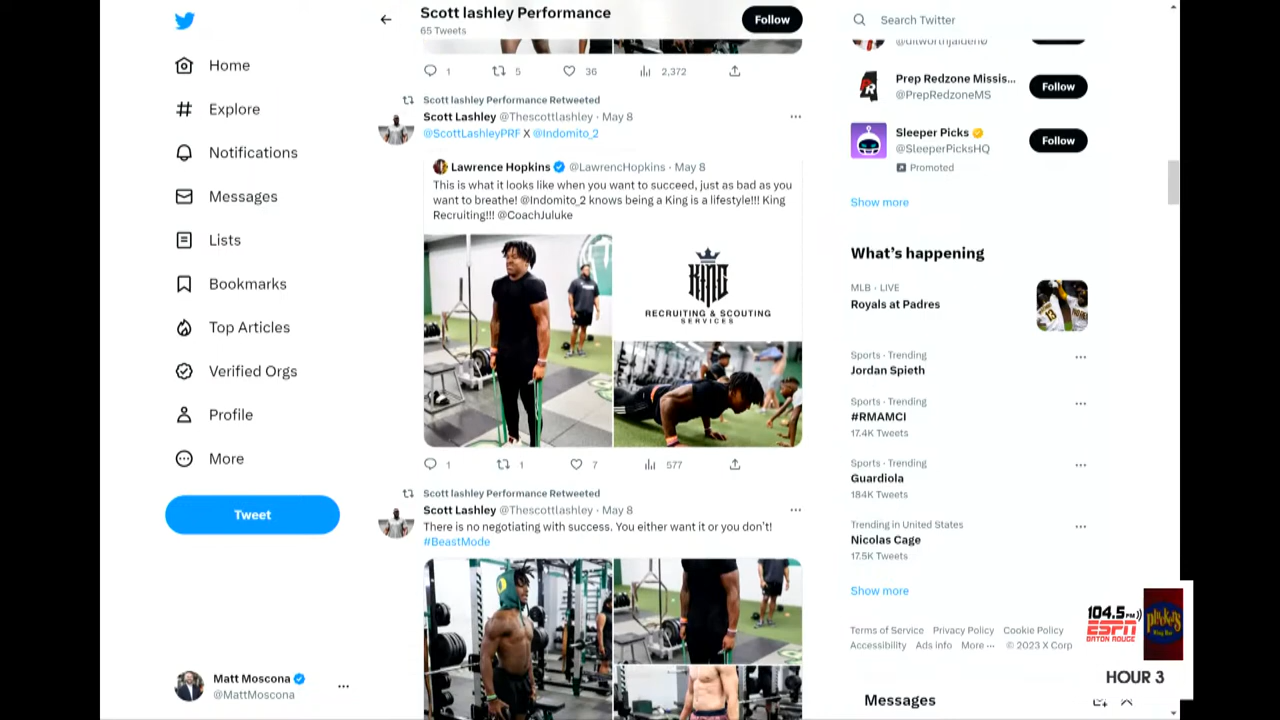 Home
Explore
Notifications
Messages
Lists
Bookmarks
Top Articles
Verified Orgs
Profile
More
Tweet
Matt Moscona
@MattMoscona
Scott lashley Performance
65 Tweets
Follow
1 5 36 2,372
Scott lashley Performance Retweeted
Scott Lashley @Thescottlashley · May 8
@ScottLashleyPRF X @Indomito_2
Lawrence Hopkins @LawrencHopkins · May 8
This is what it looks like when you want to succeed, just as bad as you
want to breathe! @Indomito_2 knows being a King is a lifestyle!!! King
Recruiting!!! @CoachJuluke
KING
RECRUITING & SCOUTING
SERVICES
1 1 7 577
Scott lashley Performance Retweeted
Scott Lashley @Thescottlashley · May 8
There is no negotiating with success. You either want it or you don't!
#BeastMode
Search Twitter
@dilworthjaiden0
Prep Redzone Missis...
@PrepRedzoneMS
Follow
Sleeper Picks
@SleeperPicksHQ
Follow
Promoted
Show more
What's happening
MLB · LIVE
Royals at Padres
Sports · Trending
Jordan Spieth
Sports · Trending
#RMAMCI
17.4K Tweets
Sports · Trending
Guardiola
184K Tweets
Trending in United States
Nicolas Cage
17.5K Tweets
Show more
Terms of Service Privacy Policy Cookie Policy
Accessibility Ads info More ··· © 2023 X Corp
Messages
104.5 FM
ESPN
BATON ROUGE
pluckers
Wing Bar
HOUR 3